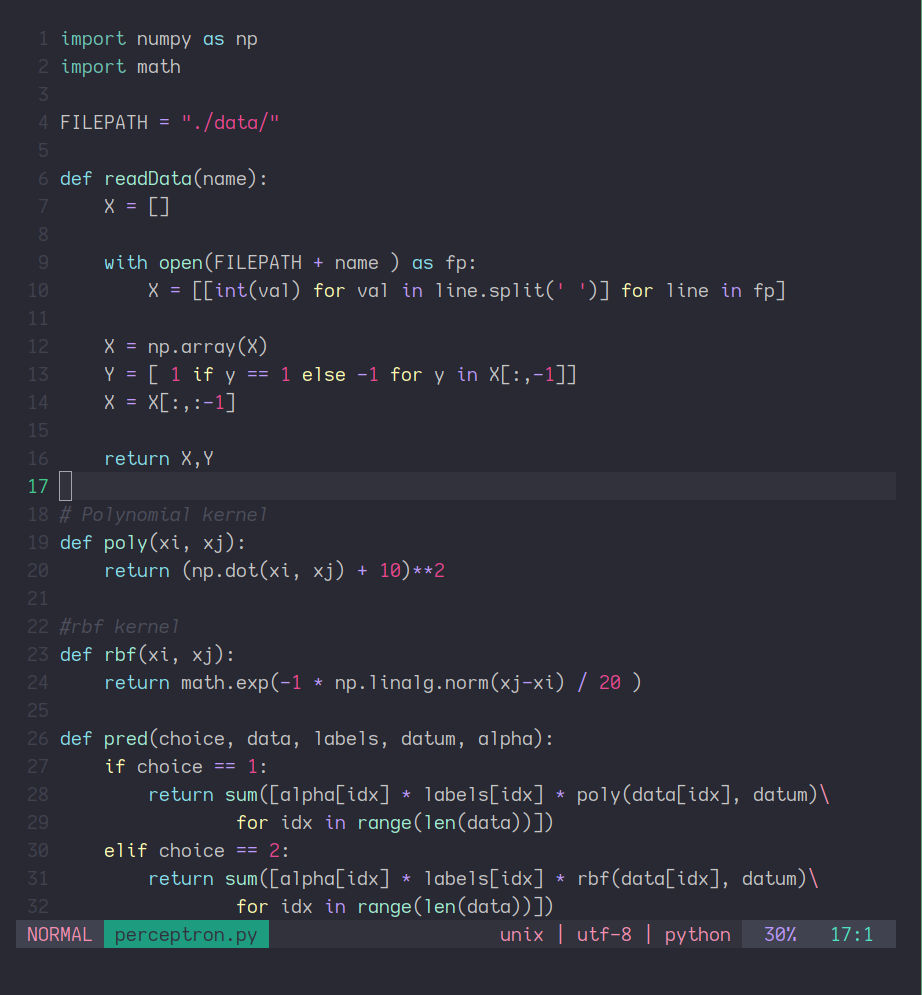 1 import numpy as np
2 import math
3
4 FILEPATH = "./data/"
5
6 def readData(name):
7     X = []
8
9     with open(FILEPATH + name ) as fp:
10         X = [[int(val) for val in line.split(' ')] for line in fp]
11
12     X = np.array(X)
13     Y = [ 1 if y == 1 else -1 for y in X[:,-1]]
14     X = X[:,:-1]
15
16     return X,Y
17
18 # Polynomial kernel
19 def poly(xi, xj):
20     return (np.dot(xi, xj) + 10)**2
21
22 #rbf kernel
23 def rbf(xi, xj):
24     return math.exp(-1 * np.linalg.norm(xj-xi) / 20 )
25
26 def pred(choice, data, labels, datum, alpha):
27     if choice == 1:
28         return sum([alpha[idx] * labels[idx] * poly(data[idx], datum)\
29                 for idx in range(len(data))])
30     elif choice == 2:
31         return sum([alpha[idx] * labels[idx] * rbf(data[idx], datum)\
32                 for idx in range(len(data))])
NORMAL perceptron.py unix | utf-8 | python 30% 17:1